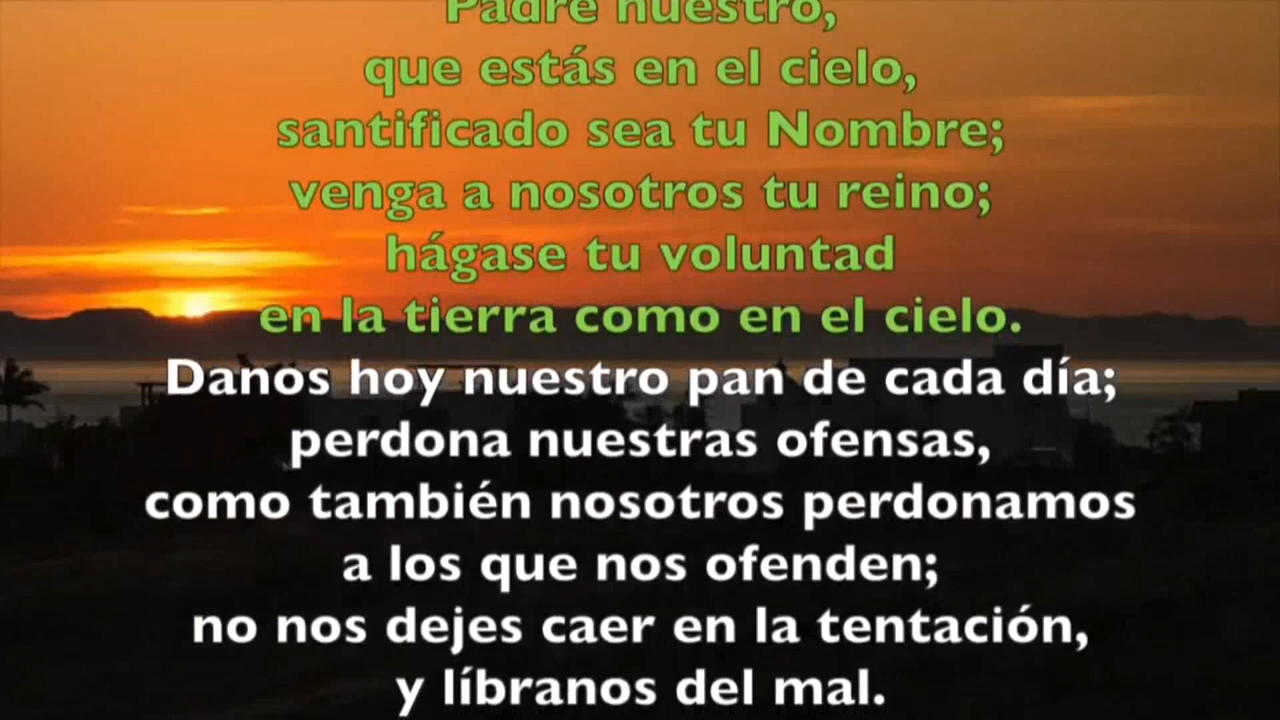 Padre nuestro,
que estás en el cielo,
santificado sea tu Nombre;
venga a nosotros tu reino;
hágase tu voluntad
en la tierra como en el cielo.
Danos hoy nuestro pan de cada día;
perdona nuestras ofensas,
como también nosotros perdonamos
a los que nos ofenden;
no nos dejes caer en la tentación,
y líbranos del mal.